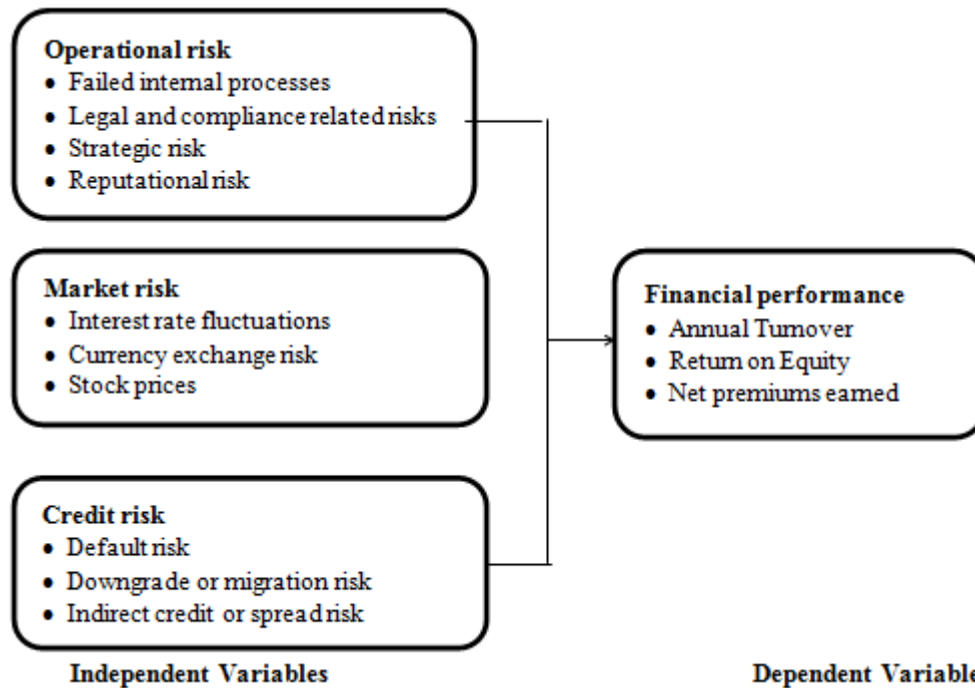 Operational risk
• Failed internal processes
• Legal and compliance related risks
• Strategic risk
• Reputational risk
Market risk
• Interest rate fluctuations
• Currency exchange risk
• Stock prices
Financial performance
• Annual Turnover
• Return on Equity
• Net premiums earned
Credit risk
• Default risk
• Downgrade or migration risk
• Indirect credit or spread risk
Independent Variables
Dependent Variable